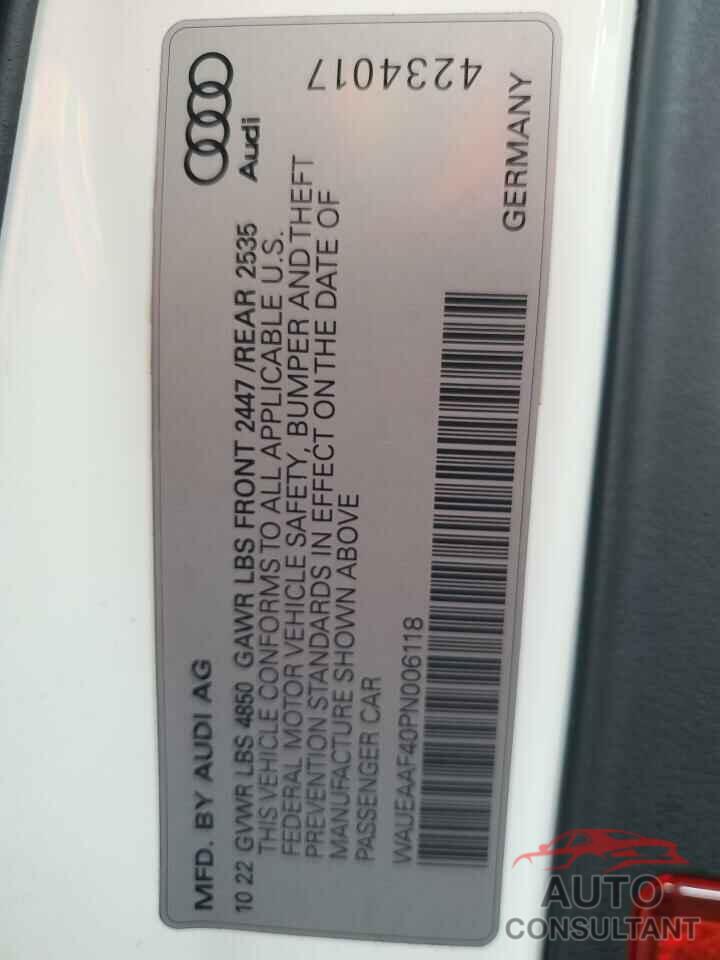 MFD. BY AUDI AG
Audi
10 22 GVWR LBS 4850 GAWR LBS FRONT 2447 /REAR 2535
THIS VEHICLE CONFORMS TO ALL APPLICABLE U.S.
FEDERAL MOTOR VEHICLE SAFETY, BUMPER AND THEFT
PREVENTION STANDARDS IN EFFECT ON THE DATE OF
MANUFACTURE SHOWN ABOVE
PASSENGER CAR
4234017
WAUEAAF40PN006118
GERMANY
AUTO
CONSULTANT